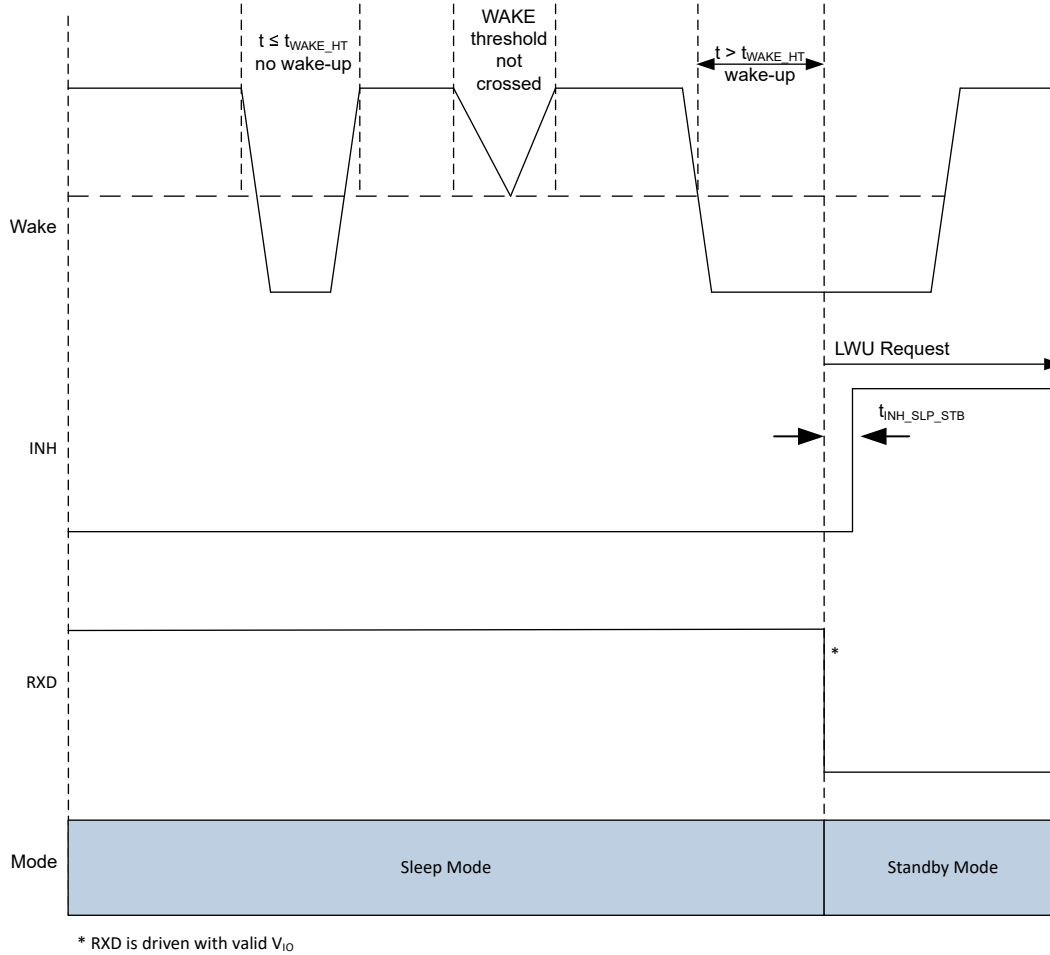 t ≤ tWAKE_HT
no wake-up
WAKE
threshold
not
crossed
t > tWAKE_HT
wake-up
Wake
LWU Request
tINH_SLP_STB
INH
*
RXD
Mode
Sleep Mode
Standby Mode
* RXD is driven with valid VIO